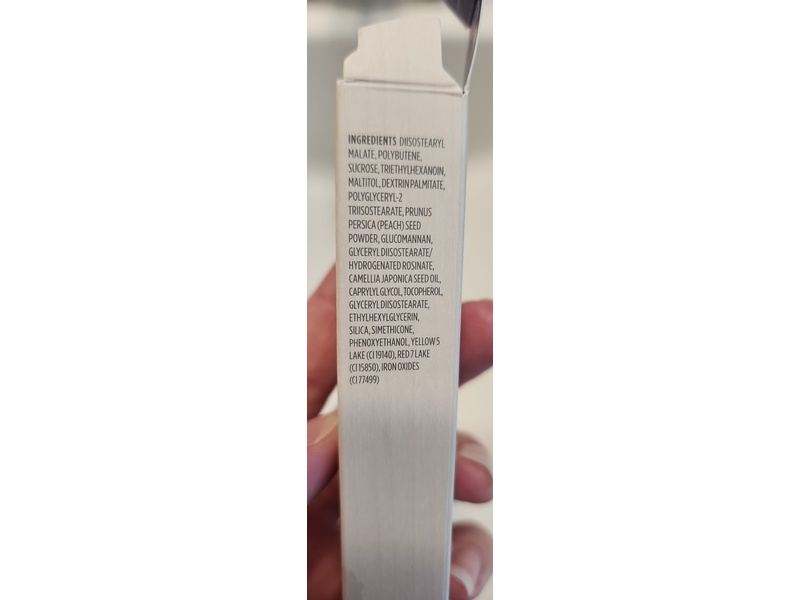 INGREDIENTS DIISOSTEARYL
MALATE, POLYBUTENE,
SUCROSE, TRIETHYLHEXANOIN,
MALTITOL, DEXTRIN PALMITATE,
POLYGLYCERYL-2
TRIISOSTEARATE, PRUNUS
PERSICA (PEACH) SEED
POWDER, GLUCOMANNAN,
GLYCERYL DIISOSTEARATE/
HYDROGENATED ROSINATE,
CAMELLIA JAPONICA SEED OIL,
CAPRYLYL GLYCOL, TOCOPHEROL,
GLYCERYL DIISOSTEARATE,
ETHYLHEXYLGLYCERIN,
SILICA, SIMETHICONE,
PHENOXYETHANOL, YELLOW 5
LAKE (CI 19140), RED 7 LAKE
(CI 15850), IRON OXIDES
(CI 77499)